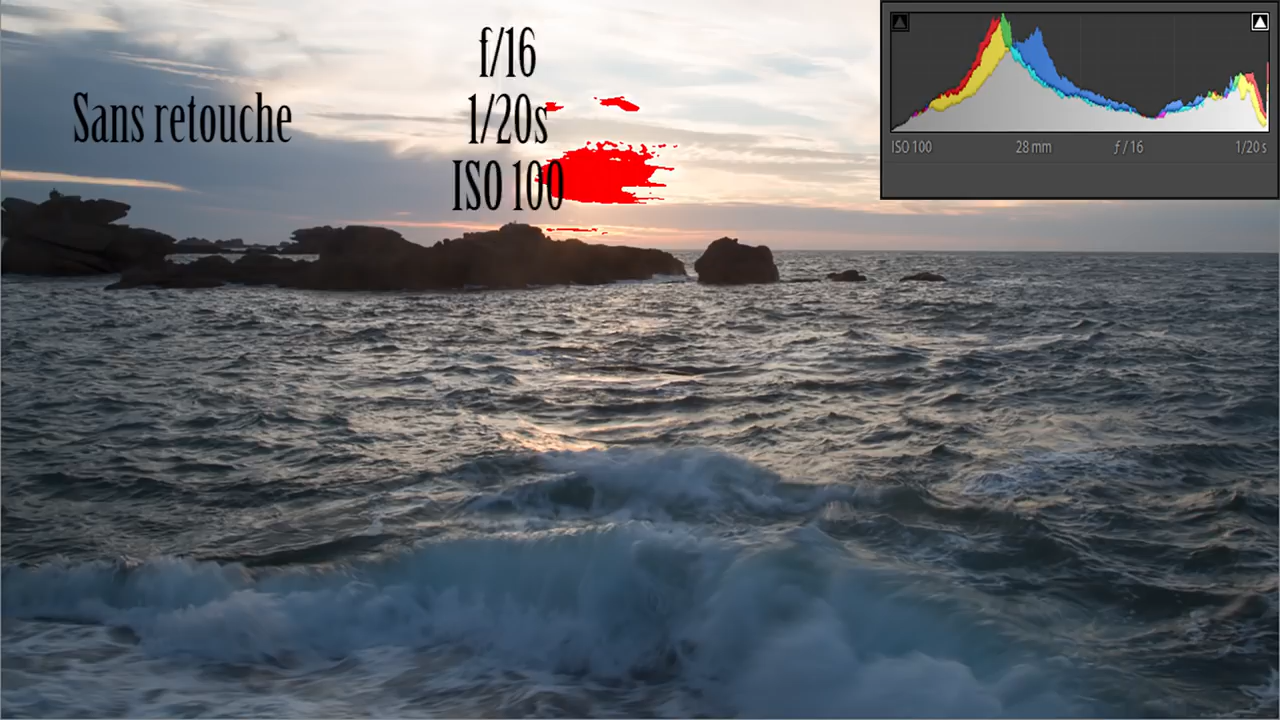 Sans retouche
f/16
1/20s
ISO 100
ISO 100 28 mm ƒ / 16 1/20 s